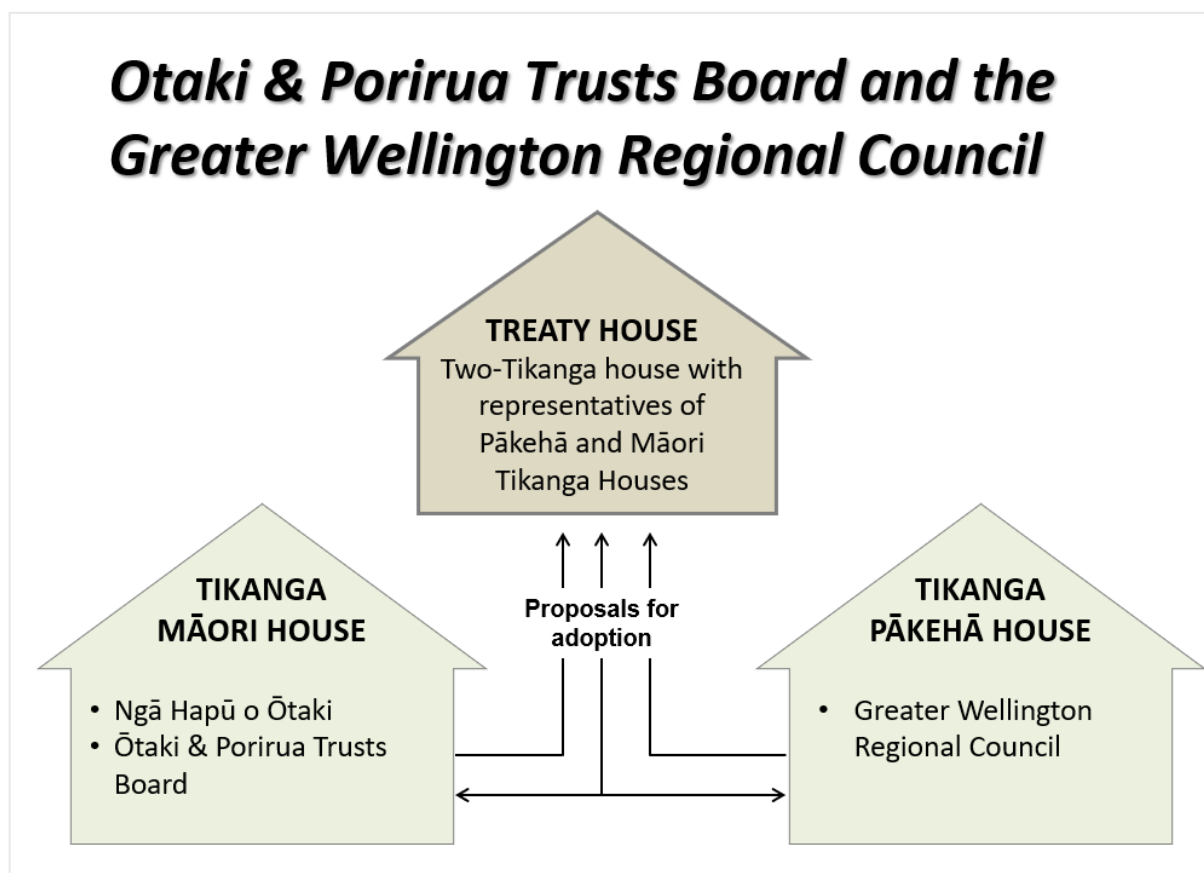 Otaki & Porirua Trusts Board and the
Greater Wellington Regional Council
TREATY HOUSE
Two-Tikanga house with
representatives of
Pākehā and Māori
Tikanga Houses
TIKANGA
MĀORI HOUSE
• Ngā Hapū o Ōtaki
• Ōtaki & Porirua Trusts
Board
Proposals for
adoption
TIKANGA
PĀKEHĀ HOUSE
• Greater Wellington
Regional Council